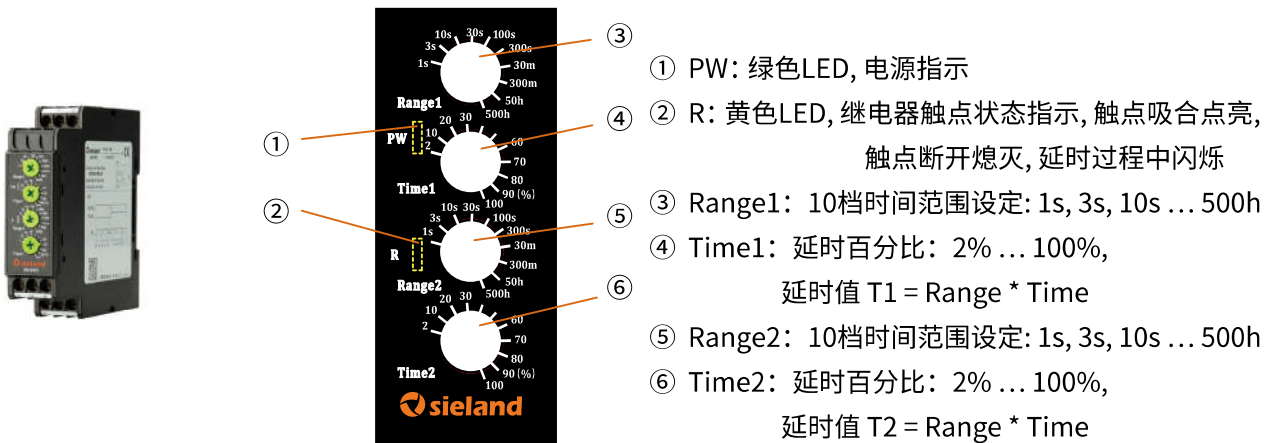 ③
10s 30s 100s
3s 300s
1s 30m
300m
50h
Range1 500h
④
20 30
10 60
PW 2 70
①
80
Time1 90 (%)
100
②
⑤
10s 30s 100s
3s 300s
1s 30m
R 300m
50h
Range2 500h
⑥
20 30
10 60
2 70
80
Time2 90 (%)
100
sieland
① PW: 绿色LED, 电源指示
② R: 黄色LED, 继电器触点状态指示, 触点吸合点亮,
触点断开熄灭, 延时过程中闪烁
③ Range1: 10档时间范围设定: 1s, 3s, 10s … 500h
④ Time1: 延时百分比: 2% … 100%,
延时值 T1 = Range * Time
⑤ Range2: 10档时间范围设定: 1s, 3s, 10s … 500h
⑥ Time2: 延时百分比: 2% … 100%,
延时值 T2 = Range * Time
sieland